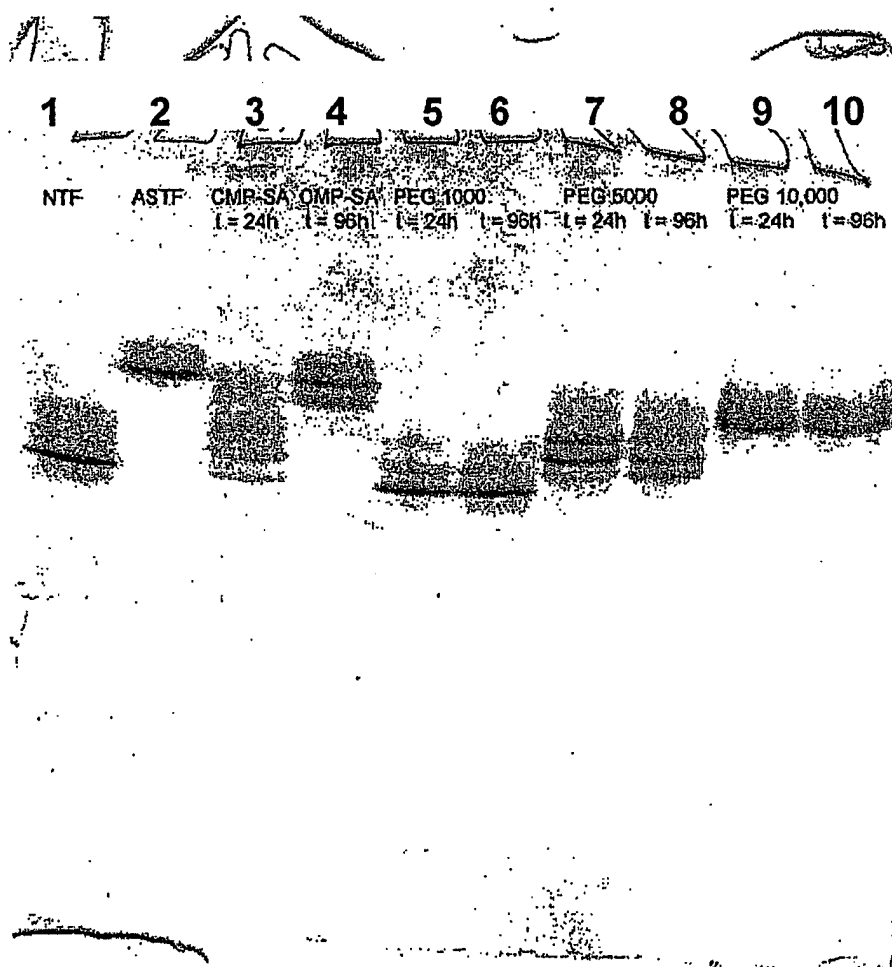 1 2 3 4 5 6 7 8 9 10
NTF ASTF CMP-SA CMP-SA PEG 1000 PEG 5000 PEG 10,000
t = 24h t = 96h t = 24h t = 96h t = 24h t = 96h t = 24h t = 96h